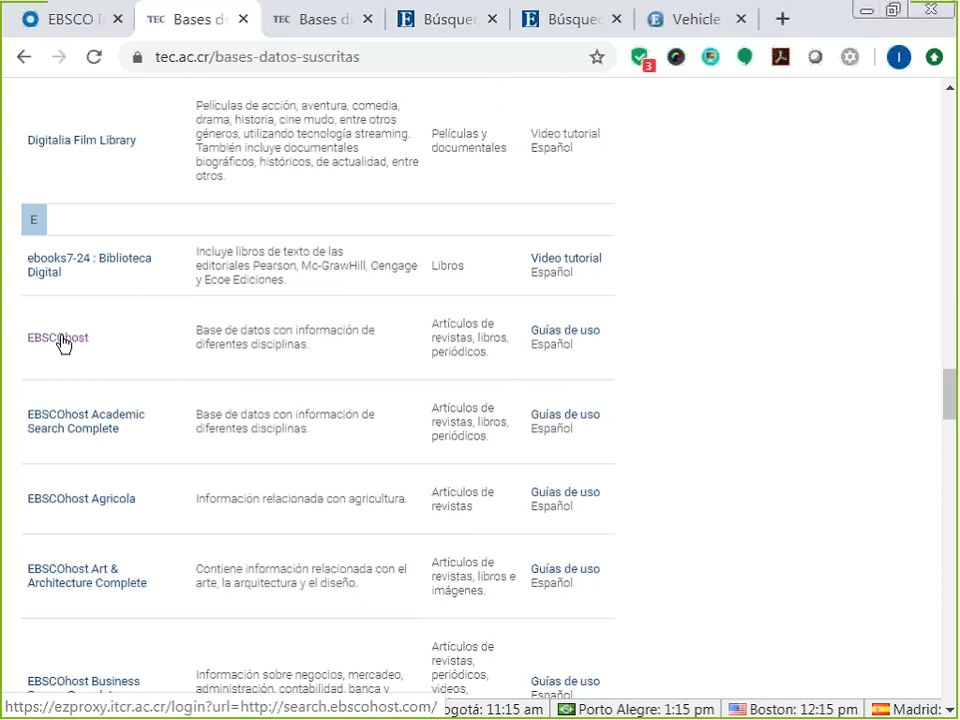 EBSCO I
TEC Bases de
TEC Bases d
Búsque
Búsque
Vehicle
tec.ac.cr/bases-datos-suscritas
3
I
Digitalia Film Library
Películas de acción, aventura, comedia,
drama, historia, cine mudo, entre otros
géneros, utilizando tecnología streaming.
También incluye documentales
biográficos, históricos, de actualidad, entre
otros.
Películas y
documentales
Video tutorial
Español
E
ebooks7-24 : Biblioteca
Digital
Incluye libros de texto de las
editoriales Pearson, Mc-GrawHill, Cengage
y Ecoe Ediciones.
Libros
Video tutorial
Español
EBSCOhost
Base de datos con información de
diferentes disciplinas.
Artículos de
revistas, libros,
periódicos.
Guías de uso
Español
EBSCOhost Academic
Search Complete
Base de datos con información de
diferentes disciplinas.
Artículos de
revistas, libros,
periódicos.
Guías de uso
Español
EBSCOhost Agricola
Información relacionada con agricultura.
Artículos de
revistas
Guías de uso
Español
EBSCOhost Art &
Architecture Complete
Contiene información relacionada con el
arte, la arquitectura y el diseño.
Artículos de
revistas, libros e
imágenes.
Guías de uso
Español
EBSCOhost Business
Información sobre negocios, mercadeo,
administración, contabilidad, banca y
Artículos de
revistas,
periódicos,
videos,
Guías de uso
Español
https://ezproxy.itcr.ac.cr/login?url=http://search.ebscohost.com/
ogotá: 11:15 am
Porto Alegre: 1:15 pm
Boston: 12:15 pm
Madrid: